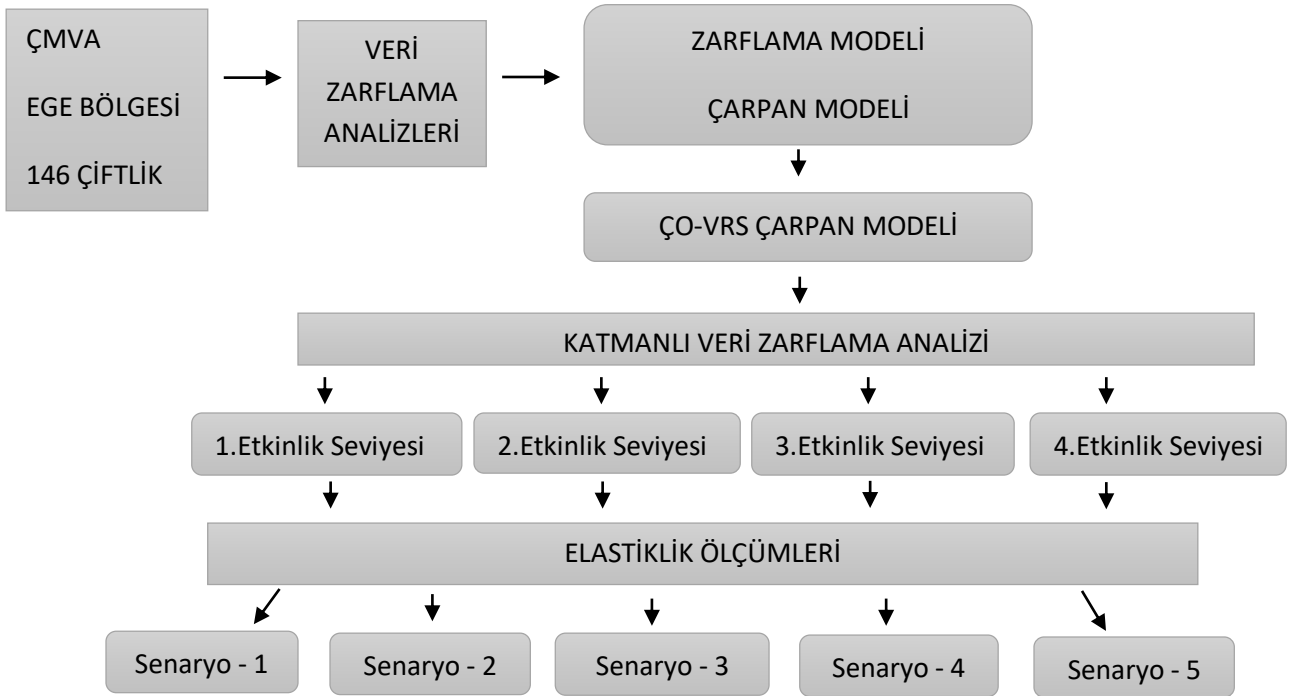 ÇMVA
EGE BÖLGESİ
146 ÇİFTLİK
VERİ
ZARFLAMA
ANALİZLERİ
ZARFLAMA MODELİ
ÇARPAN MODELİ
ÇO-VRS ÇARPAN MODELİ
KATMANLI VERİ ZARFLAMA ANALİZİ
1.Etkinlik Seviyesi
2.Etkinlik Seviyesi
3.Etkinlik Seviyesi
4.Etkinlik Seviyesi
ELASTİKLİK ÖLÇÜMLERİ
Senaryo - 1
Senaryo - 2
Senaryo - 3
Senaryo - 4
Senaryo - 5